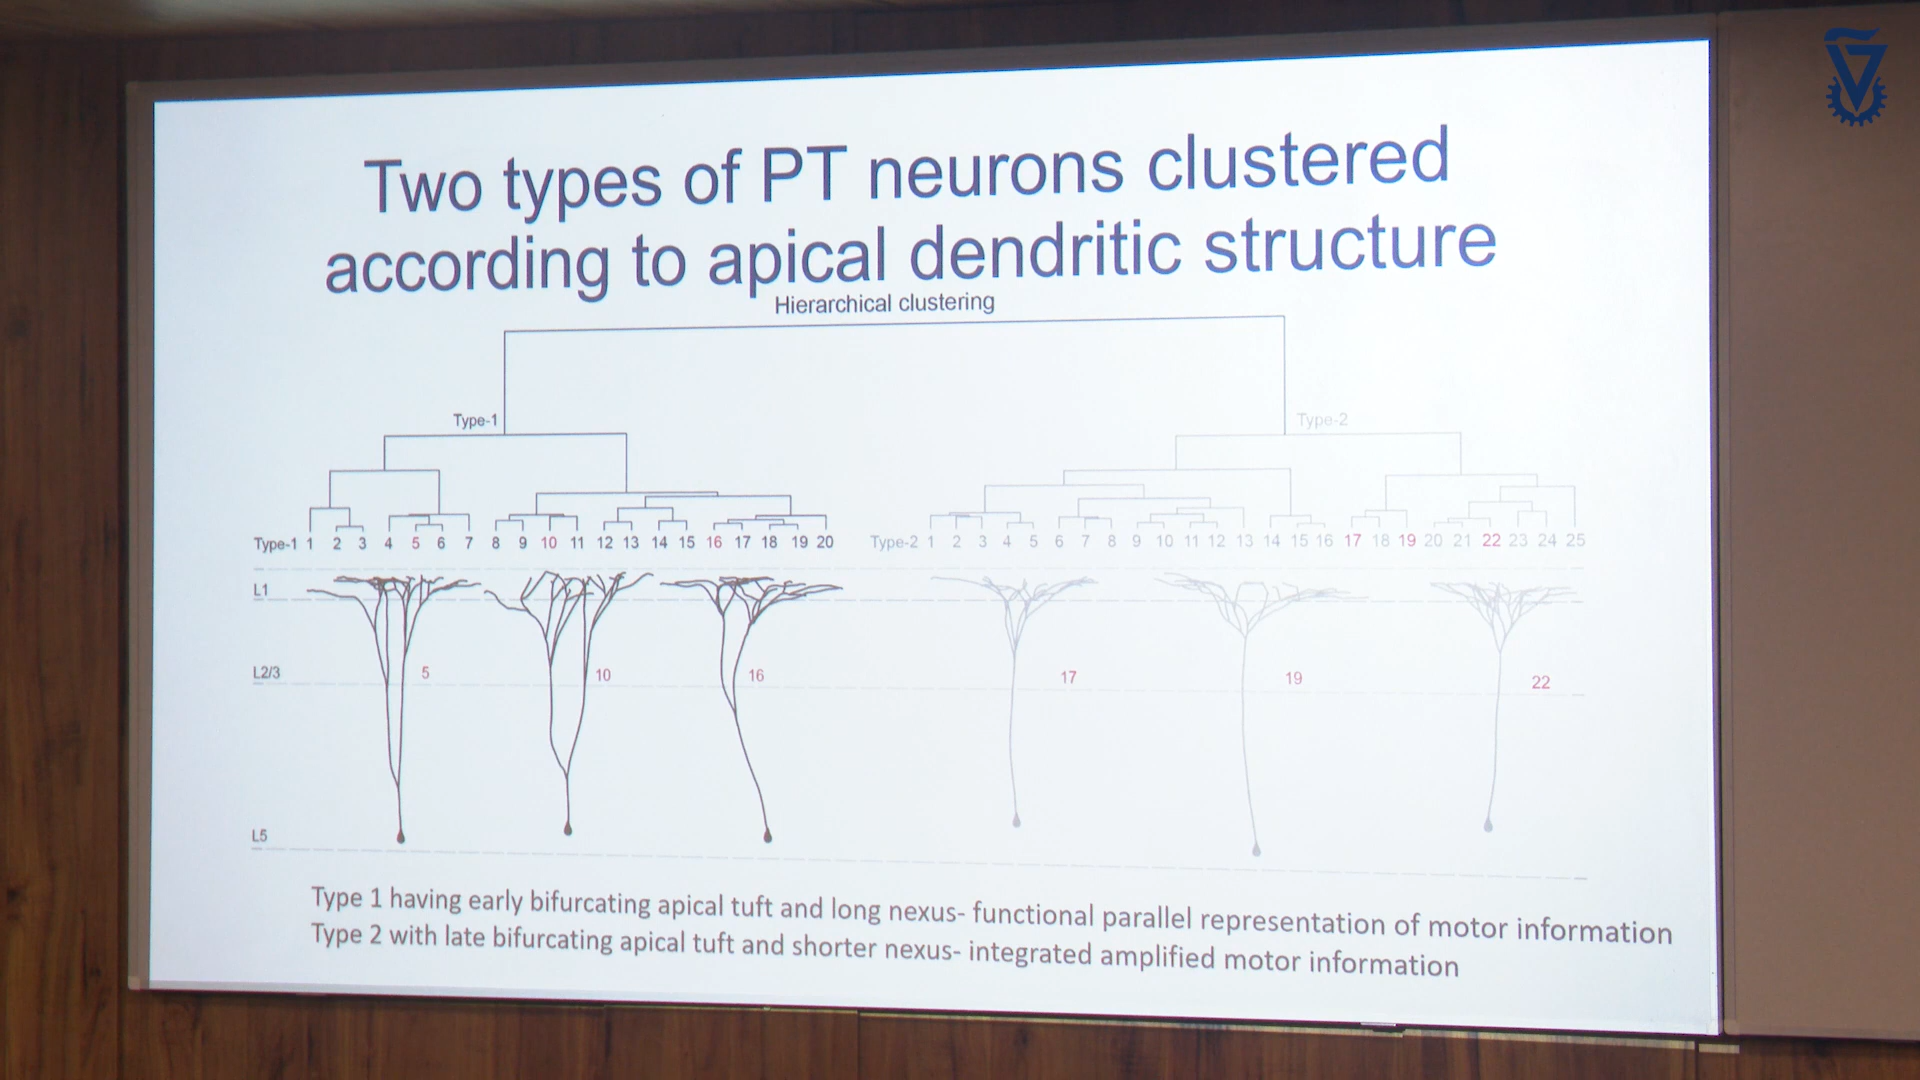 Two types of PT neurons clustered
according to apical dendritic structure
Hierarchical clustering
Type-1
Type-2
Type-1 1 2 3 4 5 6 7 8 9 10 11 12 13 14 15 16 17 18 19 20
Type-2 1 2 3 4 5 6 7 8 9 10 11 12 13 14 15 16 17 18 19 20 21 22 23 24 25
L1
L2/3
5
10
16
17
19
22
L5
Type 1 having early bifurcating apical tuft and long nexus- functional parallel representation of motor information
Type 2 with late bifurcating apical tuft and shorter nexus- integrated amplified motor information